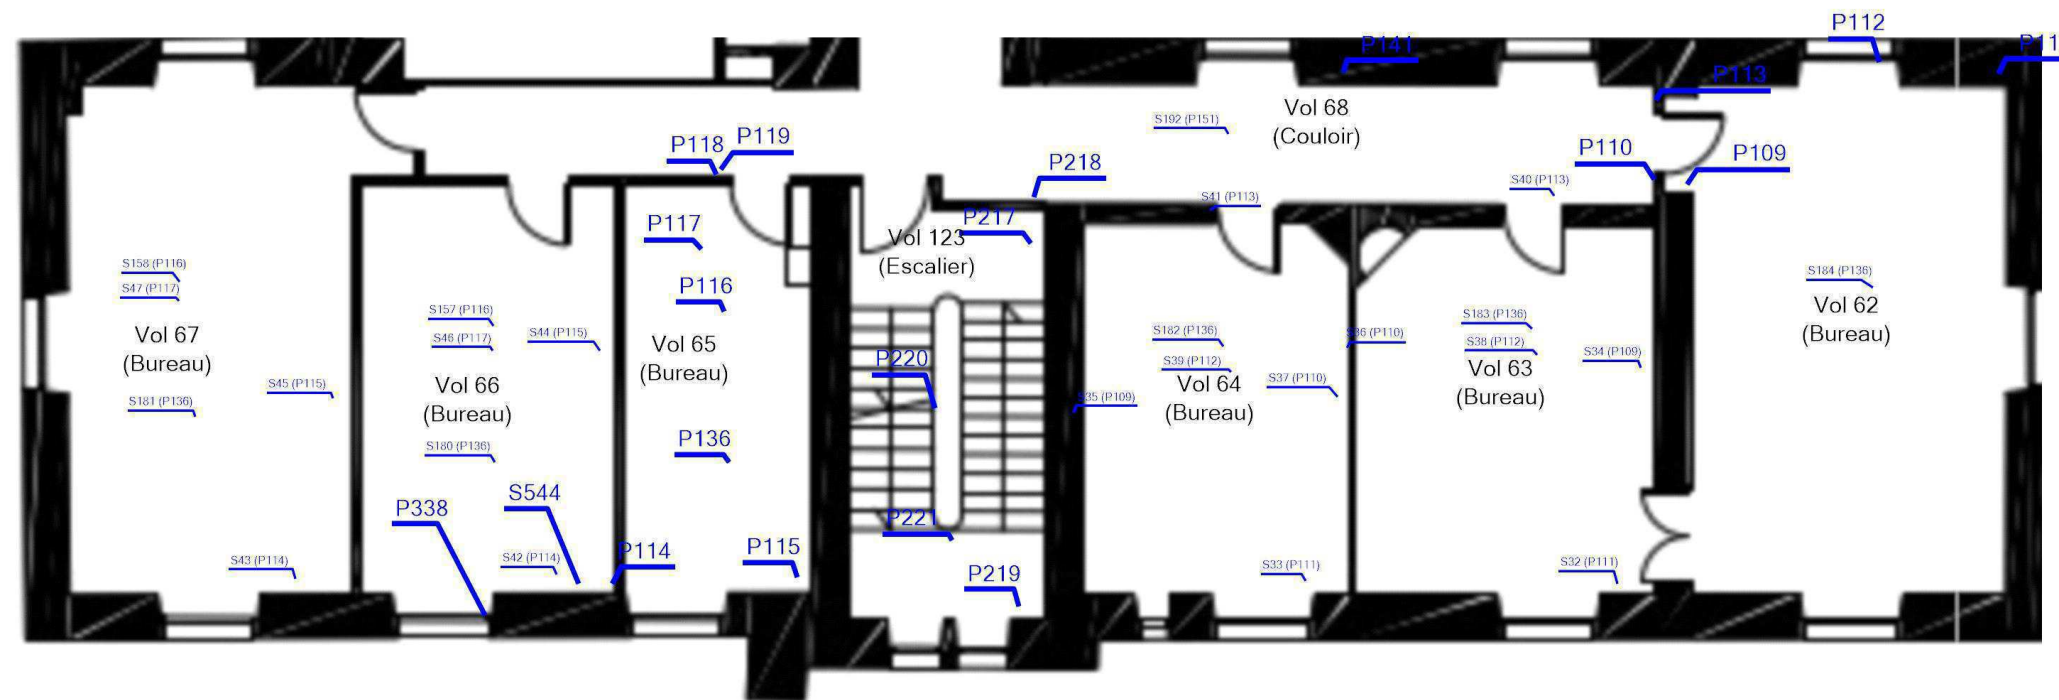 P112
P141
P11
P113
Vol 68
(Couloir)
S192 (P151)
P118
P119
P218
P110
P109
S41 (P113)
S40 (P113)
P117
P217
Vol 123
(Escalier)
S158 (P116)
S47 (P117)
P116
S184 (P136)
Vol 62
(Bureau)
Vol 67
(Bureau)
S157 (P116)
S46 (P117)
S44 (P115)
Vol 65
(Bureau)
S182 (P136)
S36 (P110)
S183 (P136)
S38 (P112)
S34 (P109)
P220
S39 (P112)
Vol 63
(Bureau)
Vol 66
(Bureau)
S45 (P115)
S181 (P136)
Vol 64
(Bureau)
S37 (P110)
S35 (P109)
P136
S180 (P136)
P338
S544
P221
S43 (P114)
S42 (P114)
P114
P115
P219
S33 (P111)
S32 (P111)